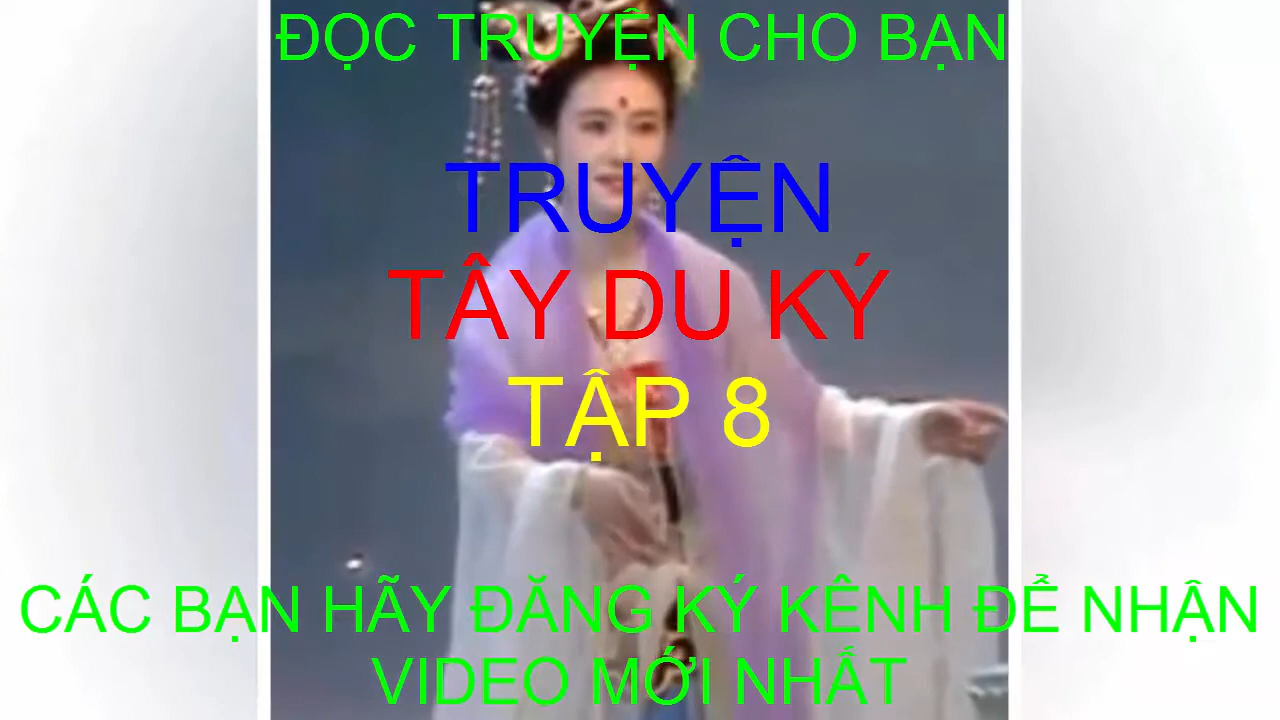 ĐỌC TRUYỆN CHO BẠN
TRUYỆN
TÂY DU KÝ
TẬP 8
CÁC BẠN HÃY ĐĂNG KÝ KÊNH ĐỂ NHẬN
VIDEO MỚI NHẤT